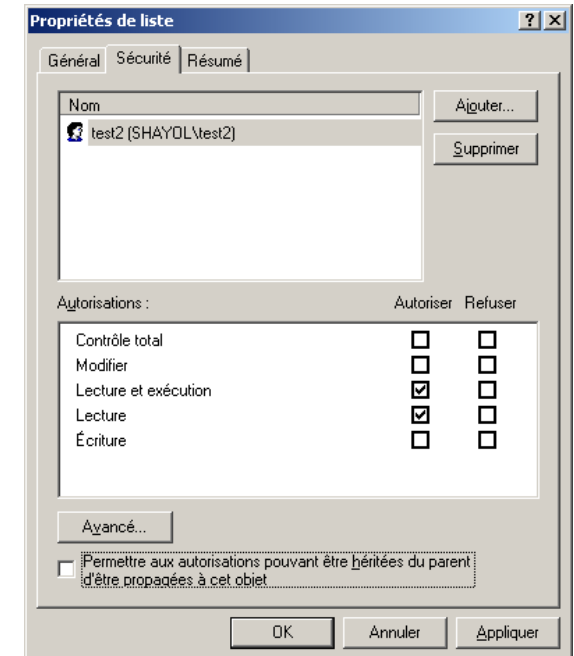 Propriétés de liste
Général Sécurité Résumé
Nom
Ajouter...
test2 (SHAYOL\test2)
Supprimer
Autorisations : Autoriser Refuser
Contrôle total
Modifier
Lecture et exécution
Lecture
Écriture
Avancé...
Permettre aux autorisations pouvant être héritées du parent
d'être propagées à cet objet
OK Annuler Appliquer